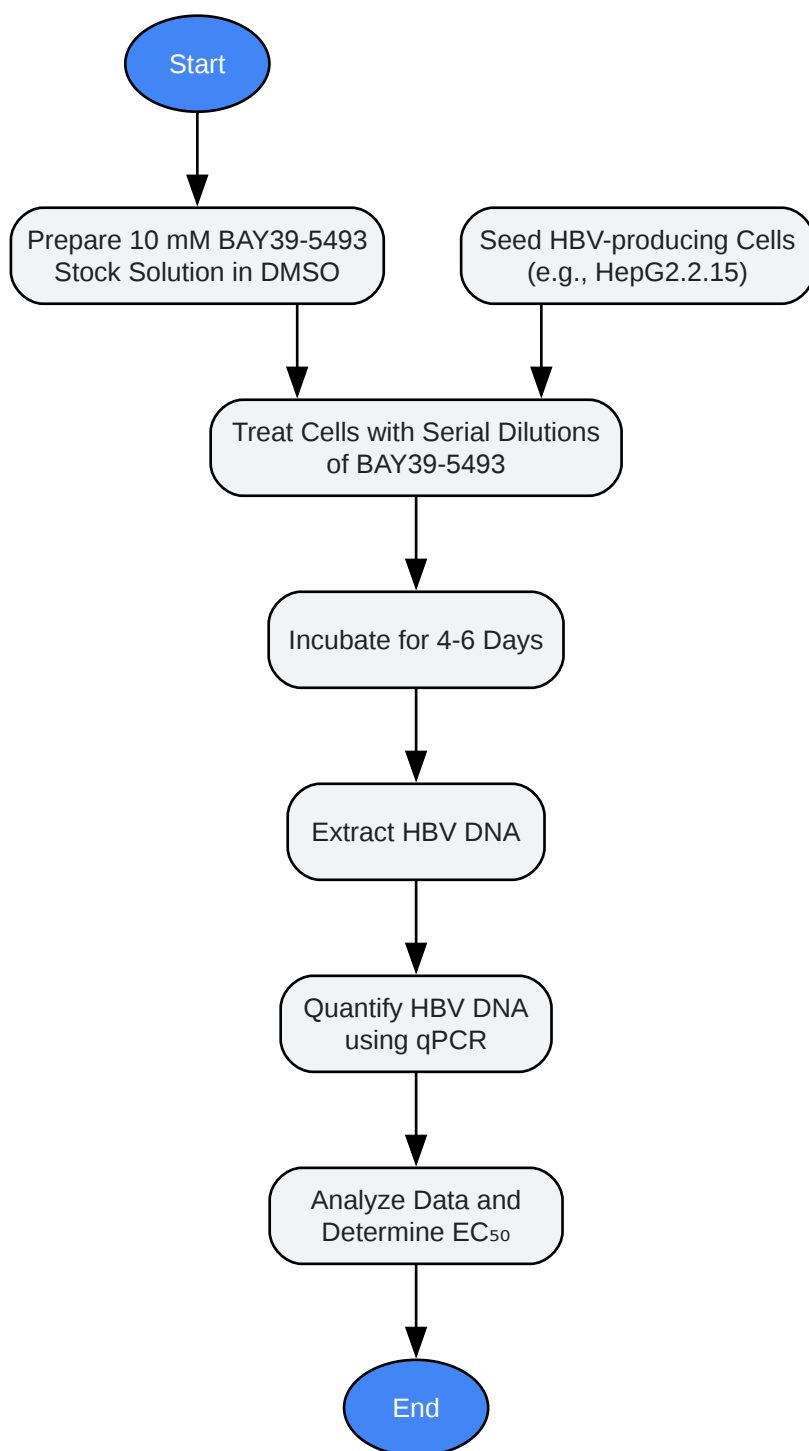 Start
Prepare 10 mM BAY39-5493
Stock Solution in DMSO
Seed HBV-producing Cells
(e.g., HepG2.2.15)
Treat Cells with Serial Dilutions
of BAY39-5493
Incubate for 4-6 Days
Extract HBV DNA
Quantify HBV DNA
using qPCR
Analyze Data and
Determine EC₅₀
End